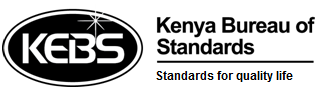 KEBS
Kenya Bureau of
Standards
Standards for quality life